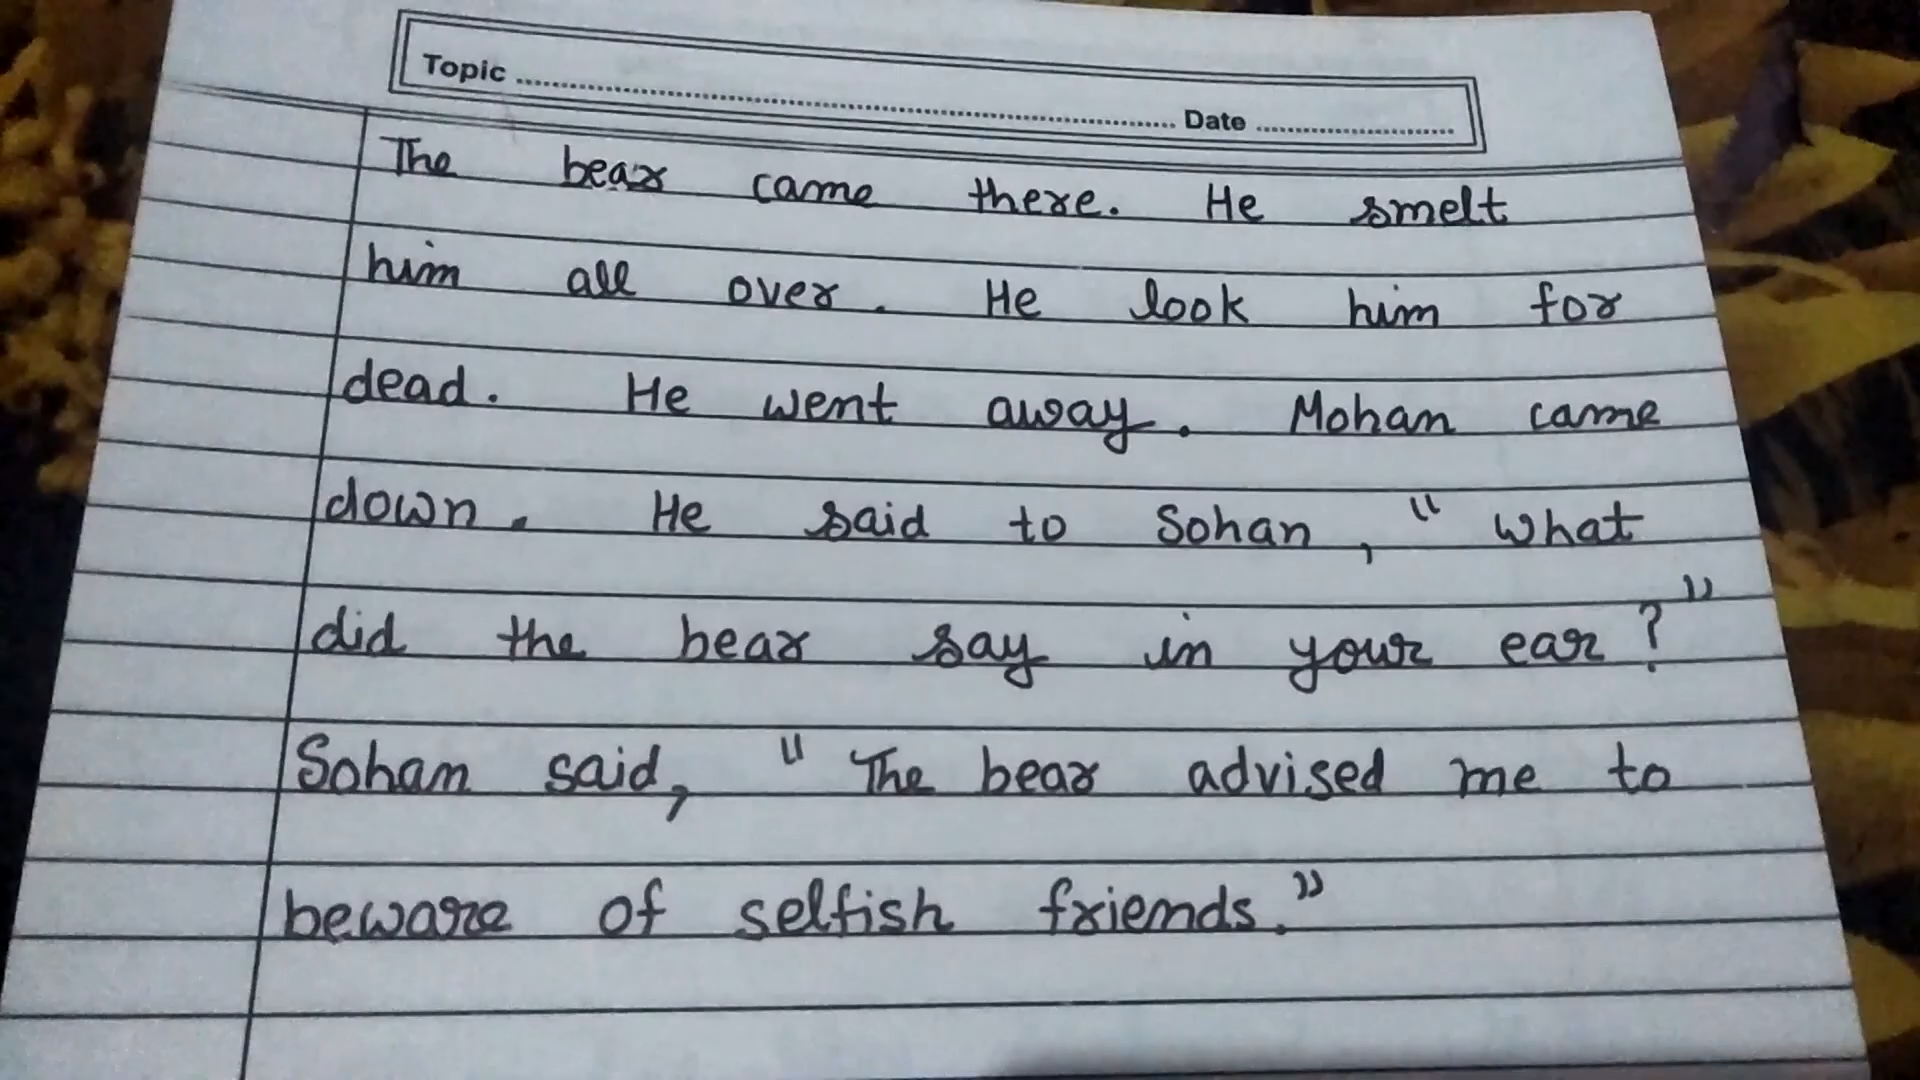 Topic ........ Date ........
The bear came there. He smelt
him all over. He look him for
dead. He went away. Mohan came
down. He said to Sohan, "What
did the bear say in your ear?"
Sohan said, "The bear advised me to
beware of selfish friends."